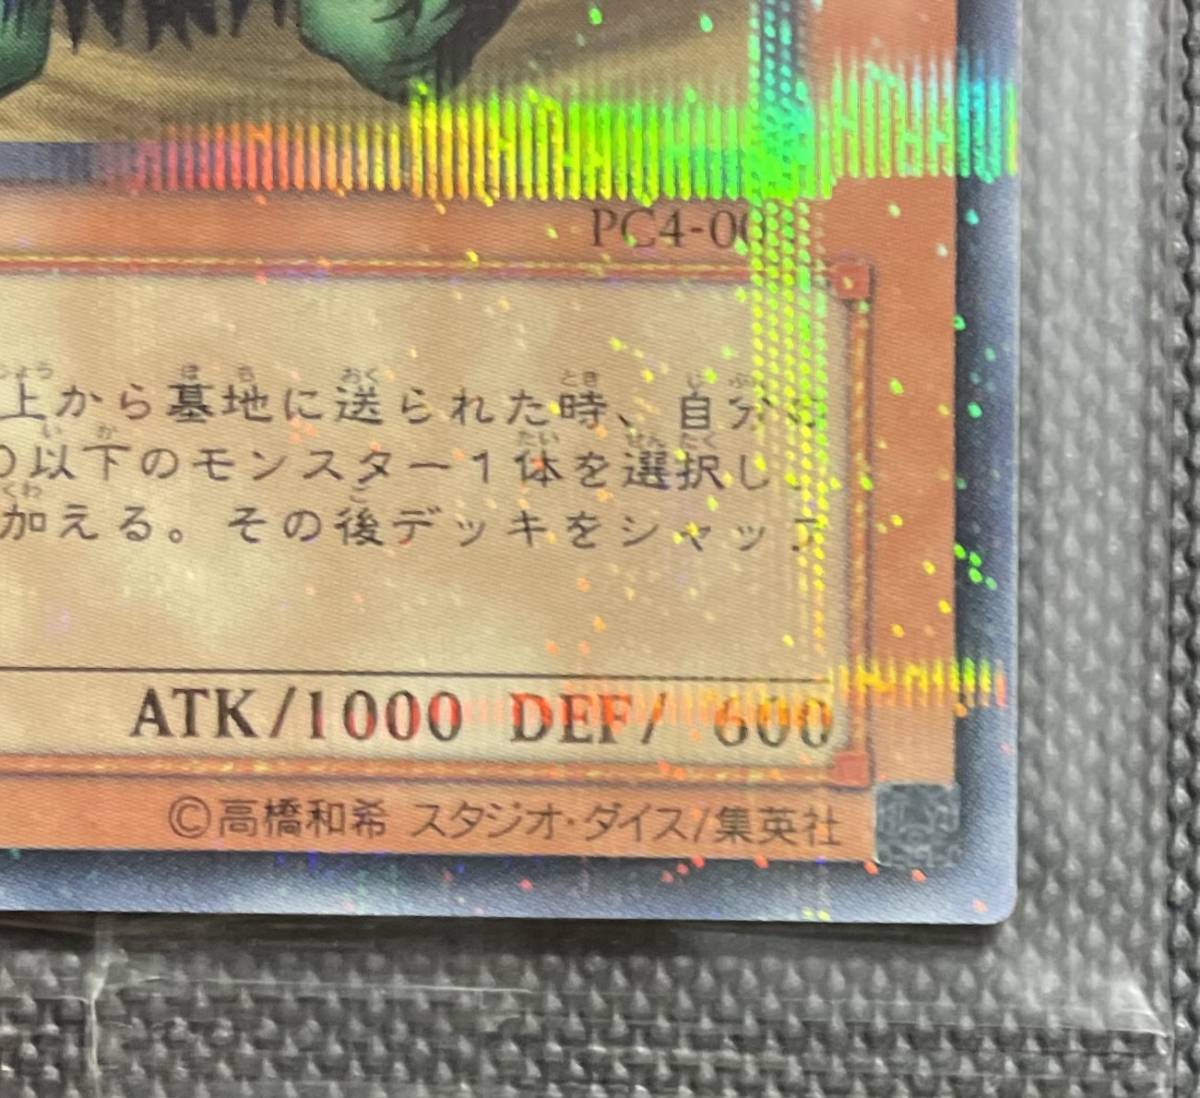 PC4-00
上から墓地に送られた時、自分の
以下のモンスター1体を選択し
加える。その後デッキをシャッフ
ATK/1000 DEF/ 600
©高橋和希 スタジオ・ダイス/集英社